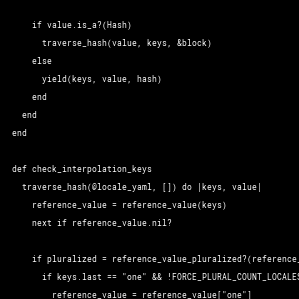 if value.is_a?(Hash)
traverse_hash(value, keys, &block)
else
yield(keys, value, hash)
end
end
end
def check_interpolation_keys
traverse_hash(@locale_yaml, []) do |keys, value|
reference_value = reference_value(keys)
next if reference_value.nil?
if pluralized = reference_value_pluralized?(reference_
if keys.last == "one" && !FORCE_PLURAL_COUNT_LOCALES
reference_value = reference_value["one"]